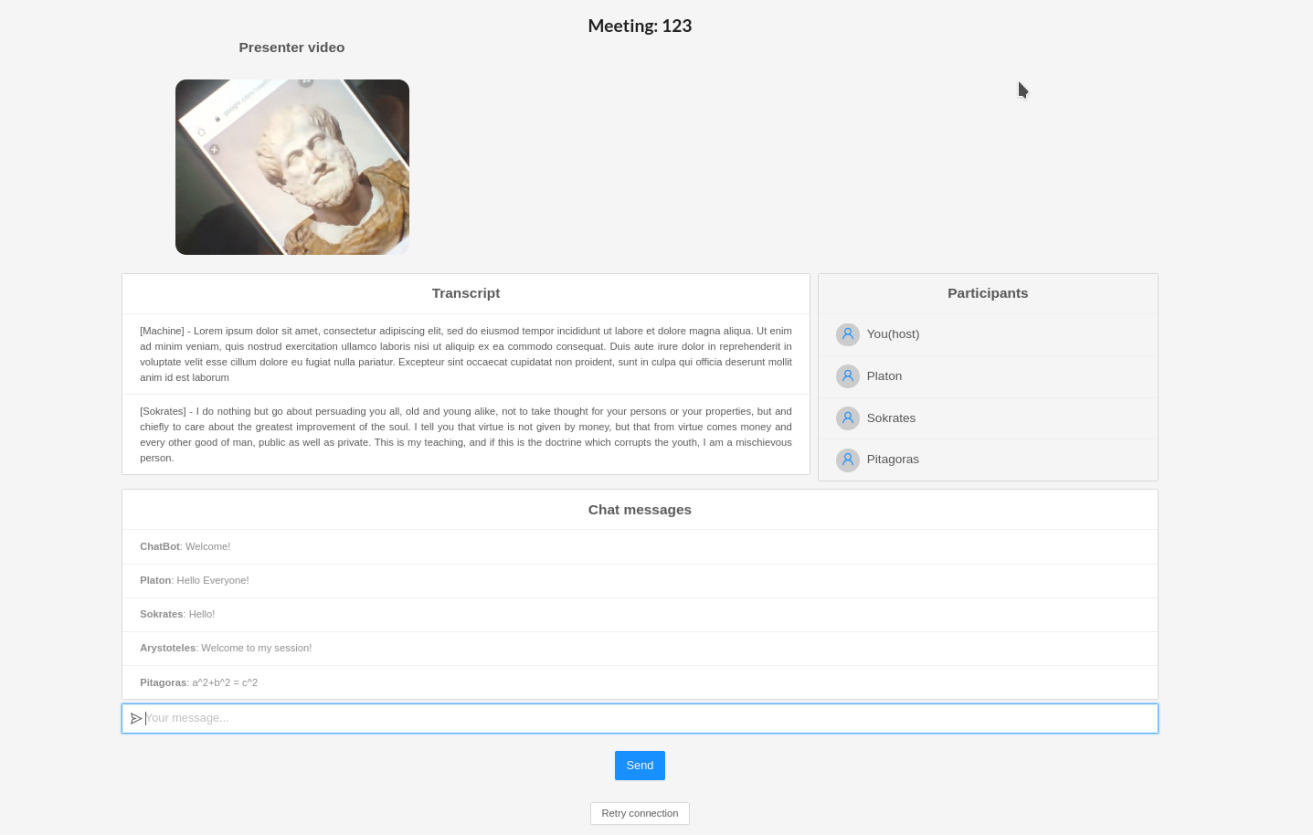 Meeting: 123
Presenter video
Transcript
[Machine] - Lorem ipsum dolor sit amet, consectetur adipiscing elit, sed do eiusmod tempor incididunt ut labore et dolore magna aliqua. Ut enim
ad minim veniam, quis nostrud exercitation ullamco laboris nisi ut aliquip ex ea commodo consequat. Duis aute irure dolor in reprehenderit in
voluptate velit esse cillum dolore eu fugiat nulla pariatur. Excepteur sint occaecat cupidatat non proident, sunt in culpa qui officia deserunt mollit
anim id est laborum
[Sokrates] - I do nothing but go about persuading you all, old and young alike, not to take thought for your persons or your properties, but and
chiefly to care about the greatest improvement of the soul. I tell you that virtue is not given by money, but that from virtue comes money and
every other good of man, public as well as private. This is my teaching, and if this is the doctrine which corrupts the youth, I am a mischievous
person.
Participants
You(host)
Platon
Sokrates
Pitagoras
Chat messages
ChatBot: Welcome!
Platon: Hello Everyone!
Sokrates: Hello!
Arystoteles: Welcome to my session!
Pitagoras: a^2+b^2 = c^2
Your message...
Send
Retry connection